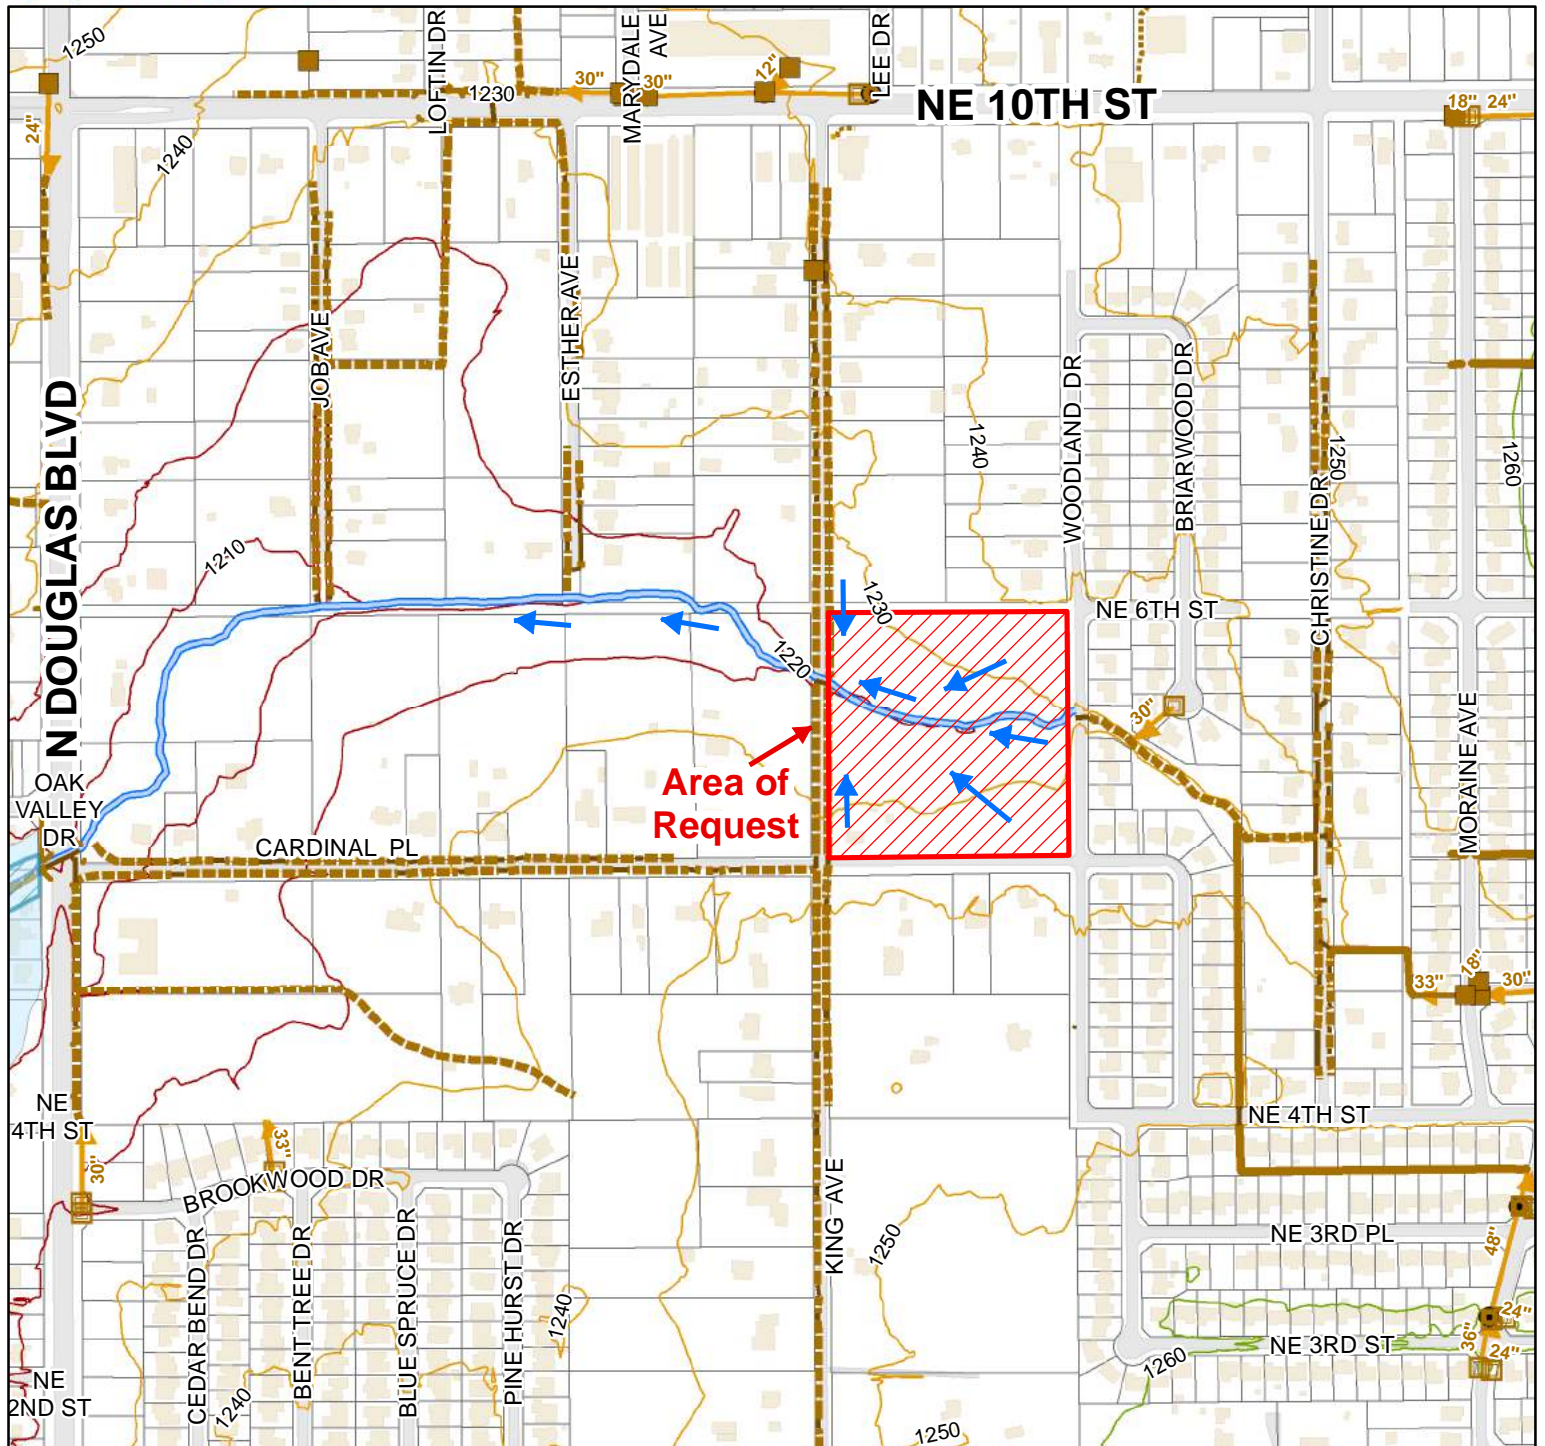 1250
LOFTIN DR
MARYDALE
AVE
LEE DR
30"
30"
12"
1230
NE 10TH ST
18"
24"
24"
1240
JOB AVE
ESTHER AVE
N DOUGLAS BLVD
1240
WOODLAND DR
BRIARWOOD DR
1250
CHRISTINE DR
1260
1210
1230
NE 6TH ST
1220
30"
MORAINE AVE
Area of
Request
OAK
VALLEY
DR
CARDINAL PL
33"
18"
30"
NE
4TH ST
30"
33"
BROOKWOOD DR
NE 4TH ST
KING AVE
CEDAR BEND DR
BENT TREE DR
BLUE SPRUCE DR
PINE HURST DR
1240
1250
NE 3RD PL
48"
24"
36"
24"
NE 3RD ST
1260
NE
2ND ST
1240
1250